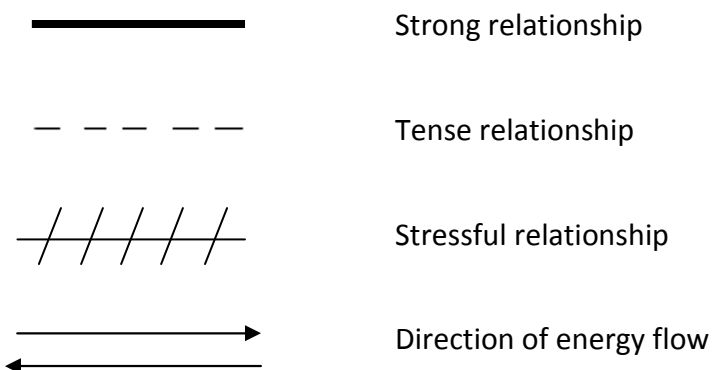 Strong relationship
Tense relationship
Stressful relationship
Direction of energy flow